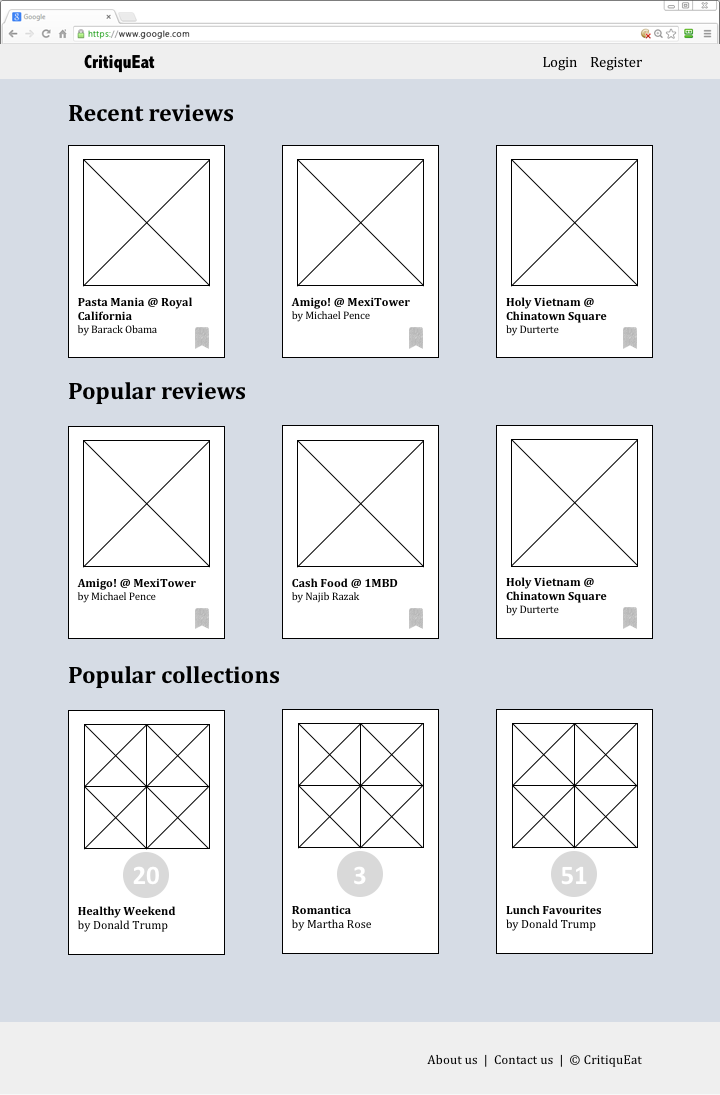 Google
https://www.google.com
CritiquEat
Login Register
Recent reviews
Pasta Mania @ Royal
California
by Barack Obama
Amigo! @ MexiTower
by Michael Pence
Holy Vietnam @
Chinatown Square
by Durterte
Popular reviews
Amigo! @ MexiTower
by Michael Pence
Cash Food @ 1MBD
by Najib Razak
Holy Vietnam @
Chinatown Square
by Durterte
Popular collections
20
Healthy Weekend
by Donald Trump
3
Romantica
by Martha Rose
51
Lunch Favourites
by Donald Trump
About us | Contact us | © CritiquEat